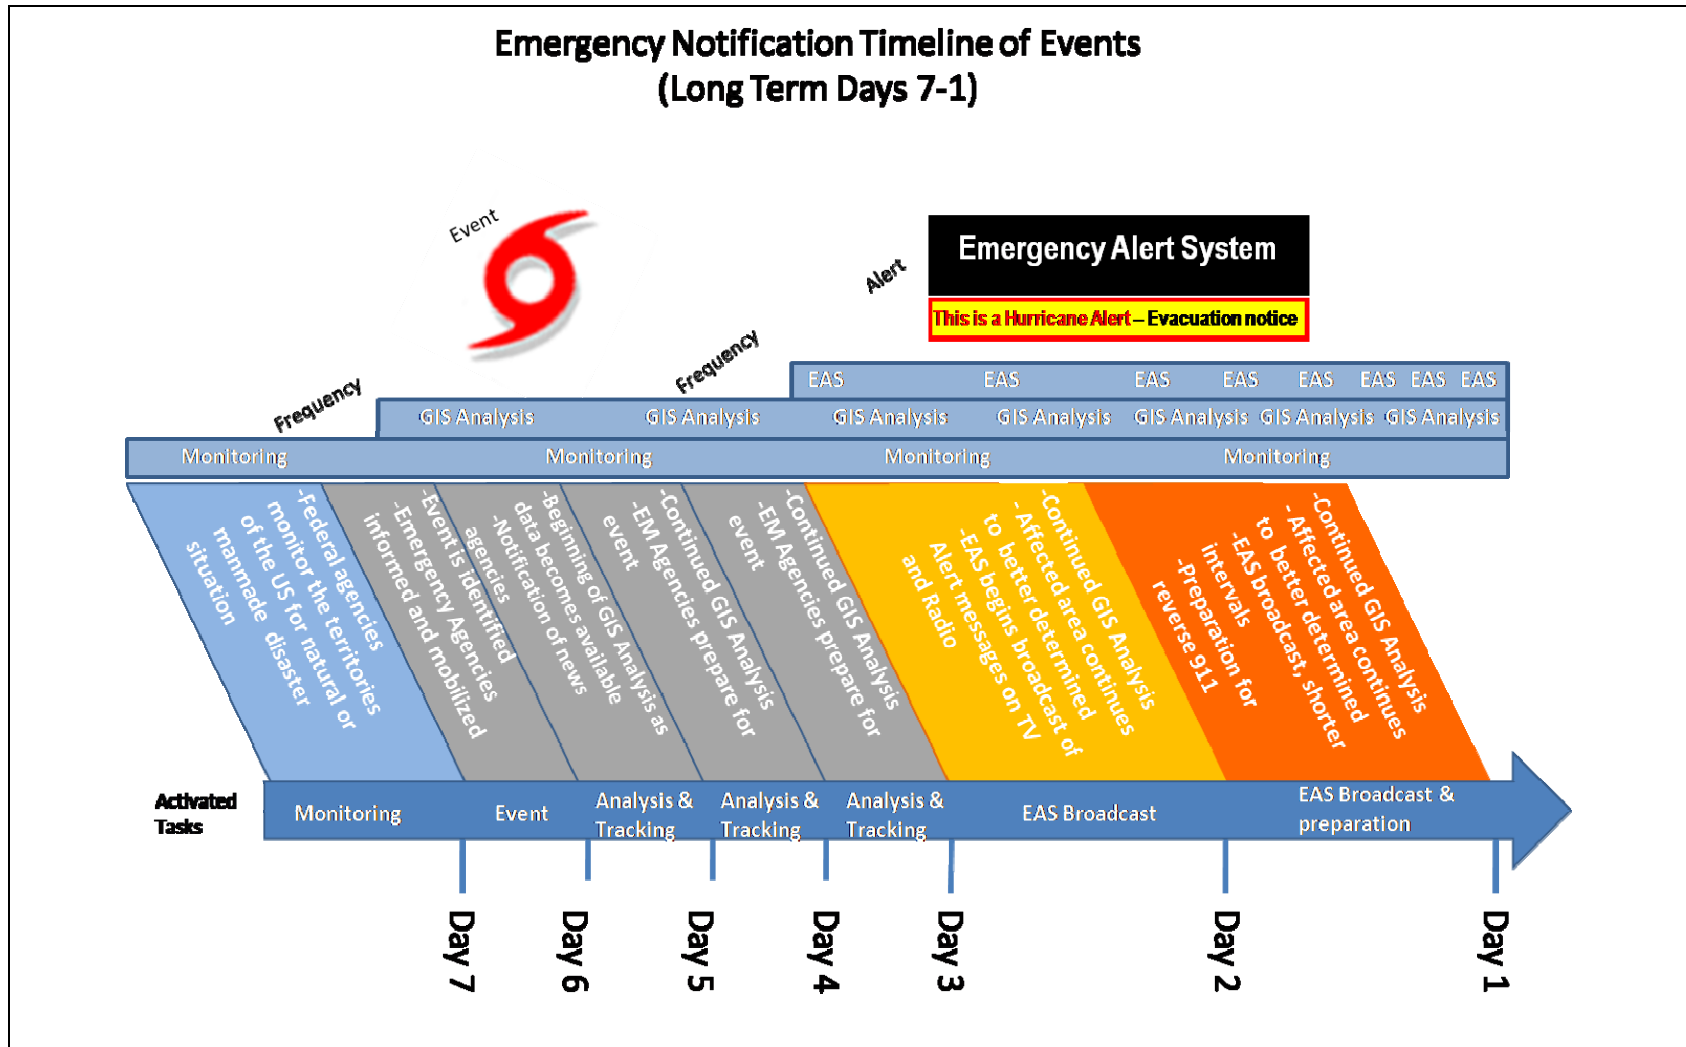 Emergency Notification Timeline of Events
(Long Term Days 7-1)
Event
Emergency Alert System
Alert
This is a Hurricane Alert – Evacuation notice
Frequency
Frequency
EAS EAS EAS EAS EAS EAS EAS EAS
GIS Analysis GIS Analysis GIS Analysis GIS Analysis GIS Analysis GIS Analysis GIS Analysis
Monitoring Monitoring Monitoring Monitoring
-Federal agencies
monitor the territories
of the US for natural or
manmade disaster
situation
-Event is identified
-Emergency Agencies
informed and mobilized
-Beginning of GIS Analysis as
data becomes available
-Notification of news
agencies
-Continued GIS Analysis
-EM Agencies prepare for
event
-Continued GIS Analysis
-EM Agencies prepare for
event
-Continued GIS Analysis
- Affected area continues
to better determined
-EAS begins broadcast of
Alert messages on TV
and Radio
-Continued GIS Analysis
- Affected area continues
to better determined
-EAS broadcast, shorter
intervals
-Preparation for
reverse 911
Activated
Tasks
Monitoring
Event
Analysis &
Tracking
Analysis &
Tracking
Analysis &
Tracking
EAS Broadcast
EAS Broadcast &
preparation
Day 7
Day 6
Day 5
Day 4
Day 3
Day 2
Day 1